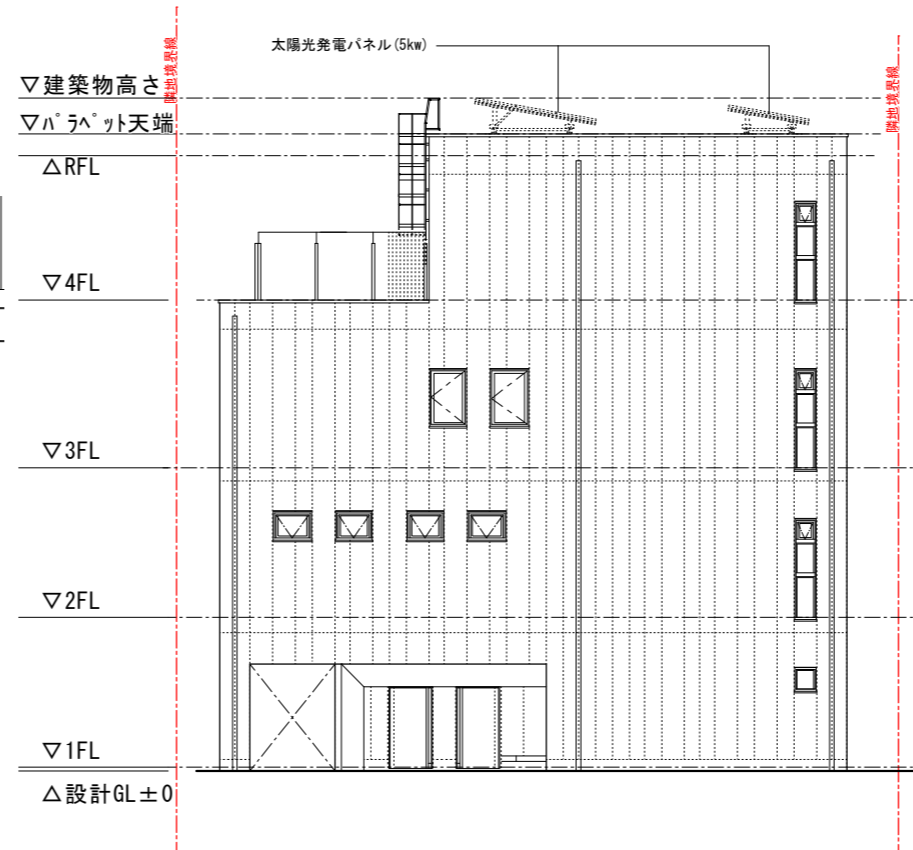 太陽光発電パネル(5kw)
隣地境界線
隣地境界線
▽建築物高さ
▽パラペット天端
△RFL
▽4FL
▽3FL
▽2FL
▽1FL
△設計GL±0